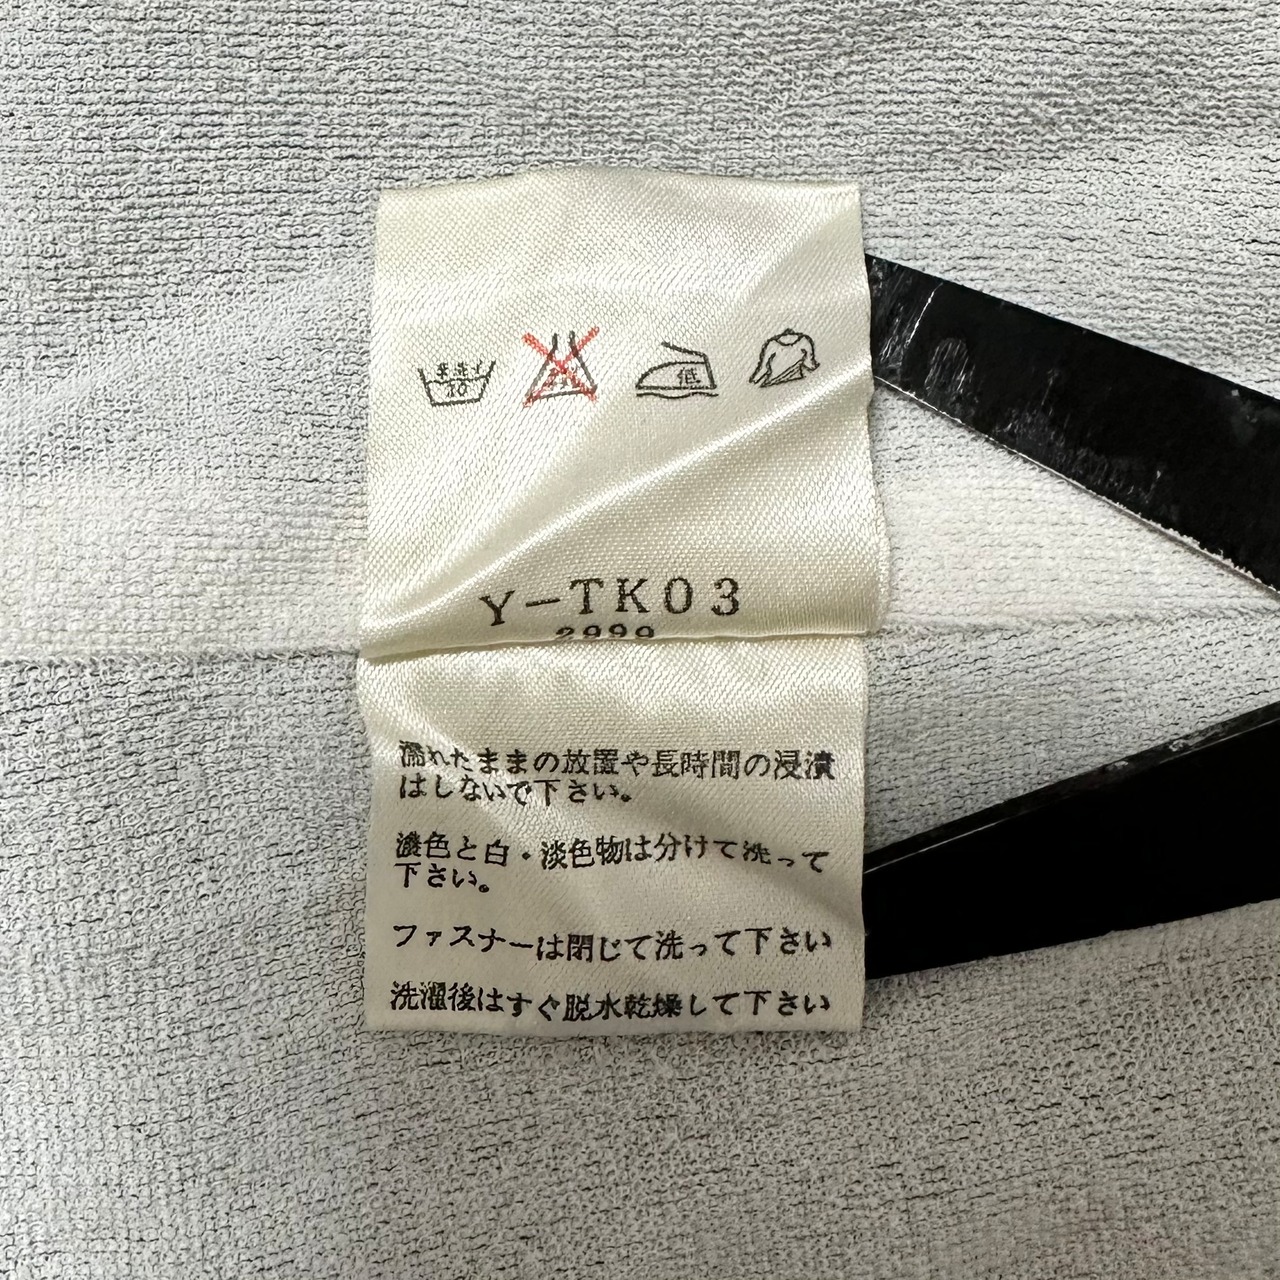 低
Y-TK03
2999
濡れたままの放置や長時間の浸漬
はしないで下さい。
濃色と白・淡色物は分けて洗って
下さい。
ファスナーは閉じて洗って下さい
洗濯後はすぐ脱水乾燥して下さい